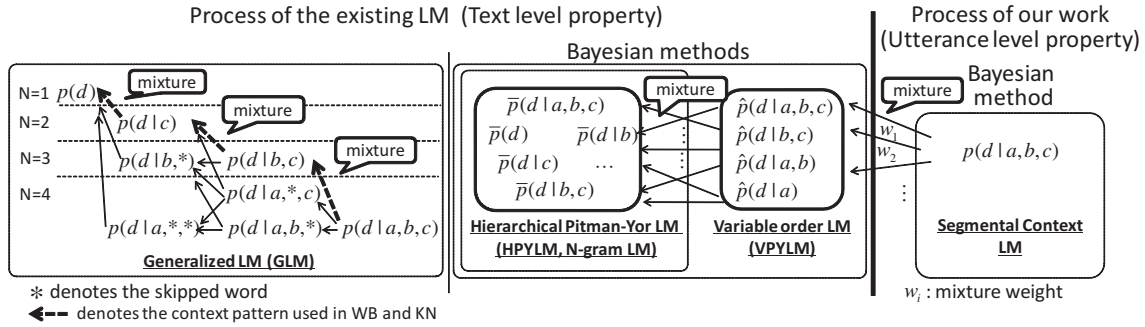 Process of the existing LM (Text level property)
Process of our work
(Utterance level property)
Bayesian methods
Bayesian
method
mixture
mixture
mixture
mixture
mixture
N=1
N=2
N=3
N=4
p(d)
p(d | c)
p(d | b,*)
p(d | b,c)
p(d | a,*,c)
p(d | a,*,*)
p(d | a,b,*)
p(d | a,b,c)
Generalized LM (GLM)
p̅(d | a,b,c)
p̅(d)
p̅(d | b)
p̅(d | c)
...
p̅(d | b,c)
Hierarchical Pitman-Yor LM
(HPYLM, N-gram LM)
p̂(d | a,b,c)
p̂(d | b,c)
p̂(d | a,b)
p̂(d | a)
Variable order LM
(VPYLM)
w₁
w₂
p(d | a,b,c)
Segmental Context
LM
* denotes the skipped word
denotes the context pattern used in WB and KN
wᵢ : mixture weight